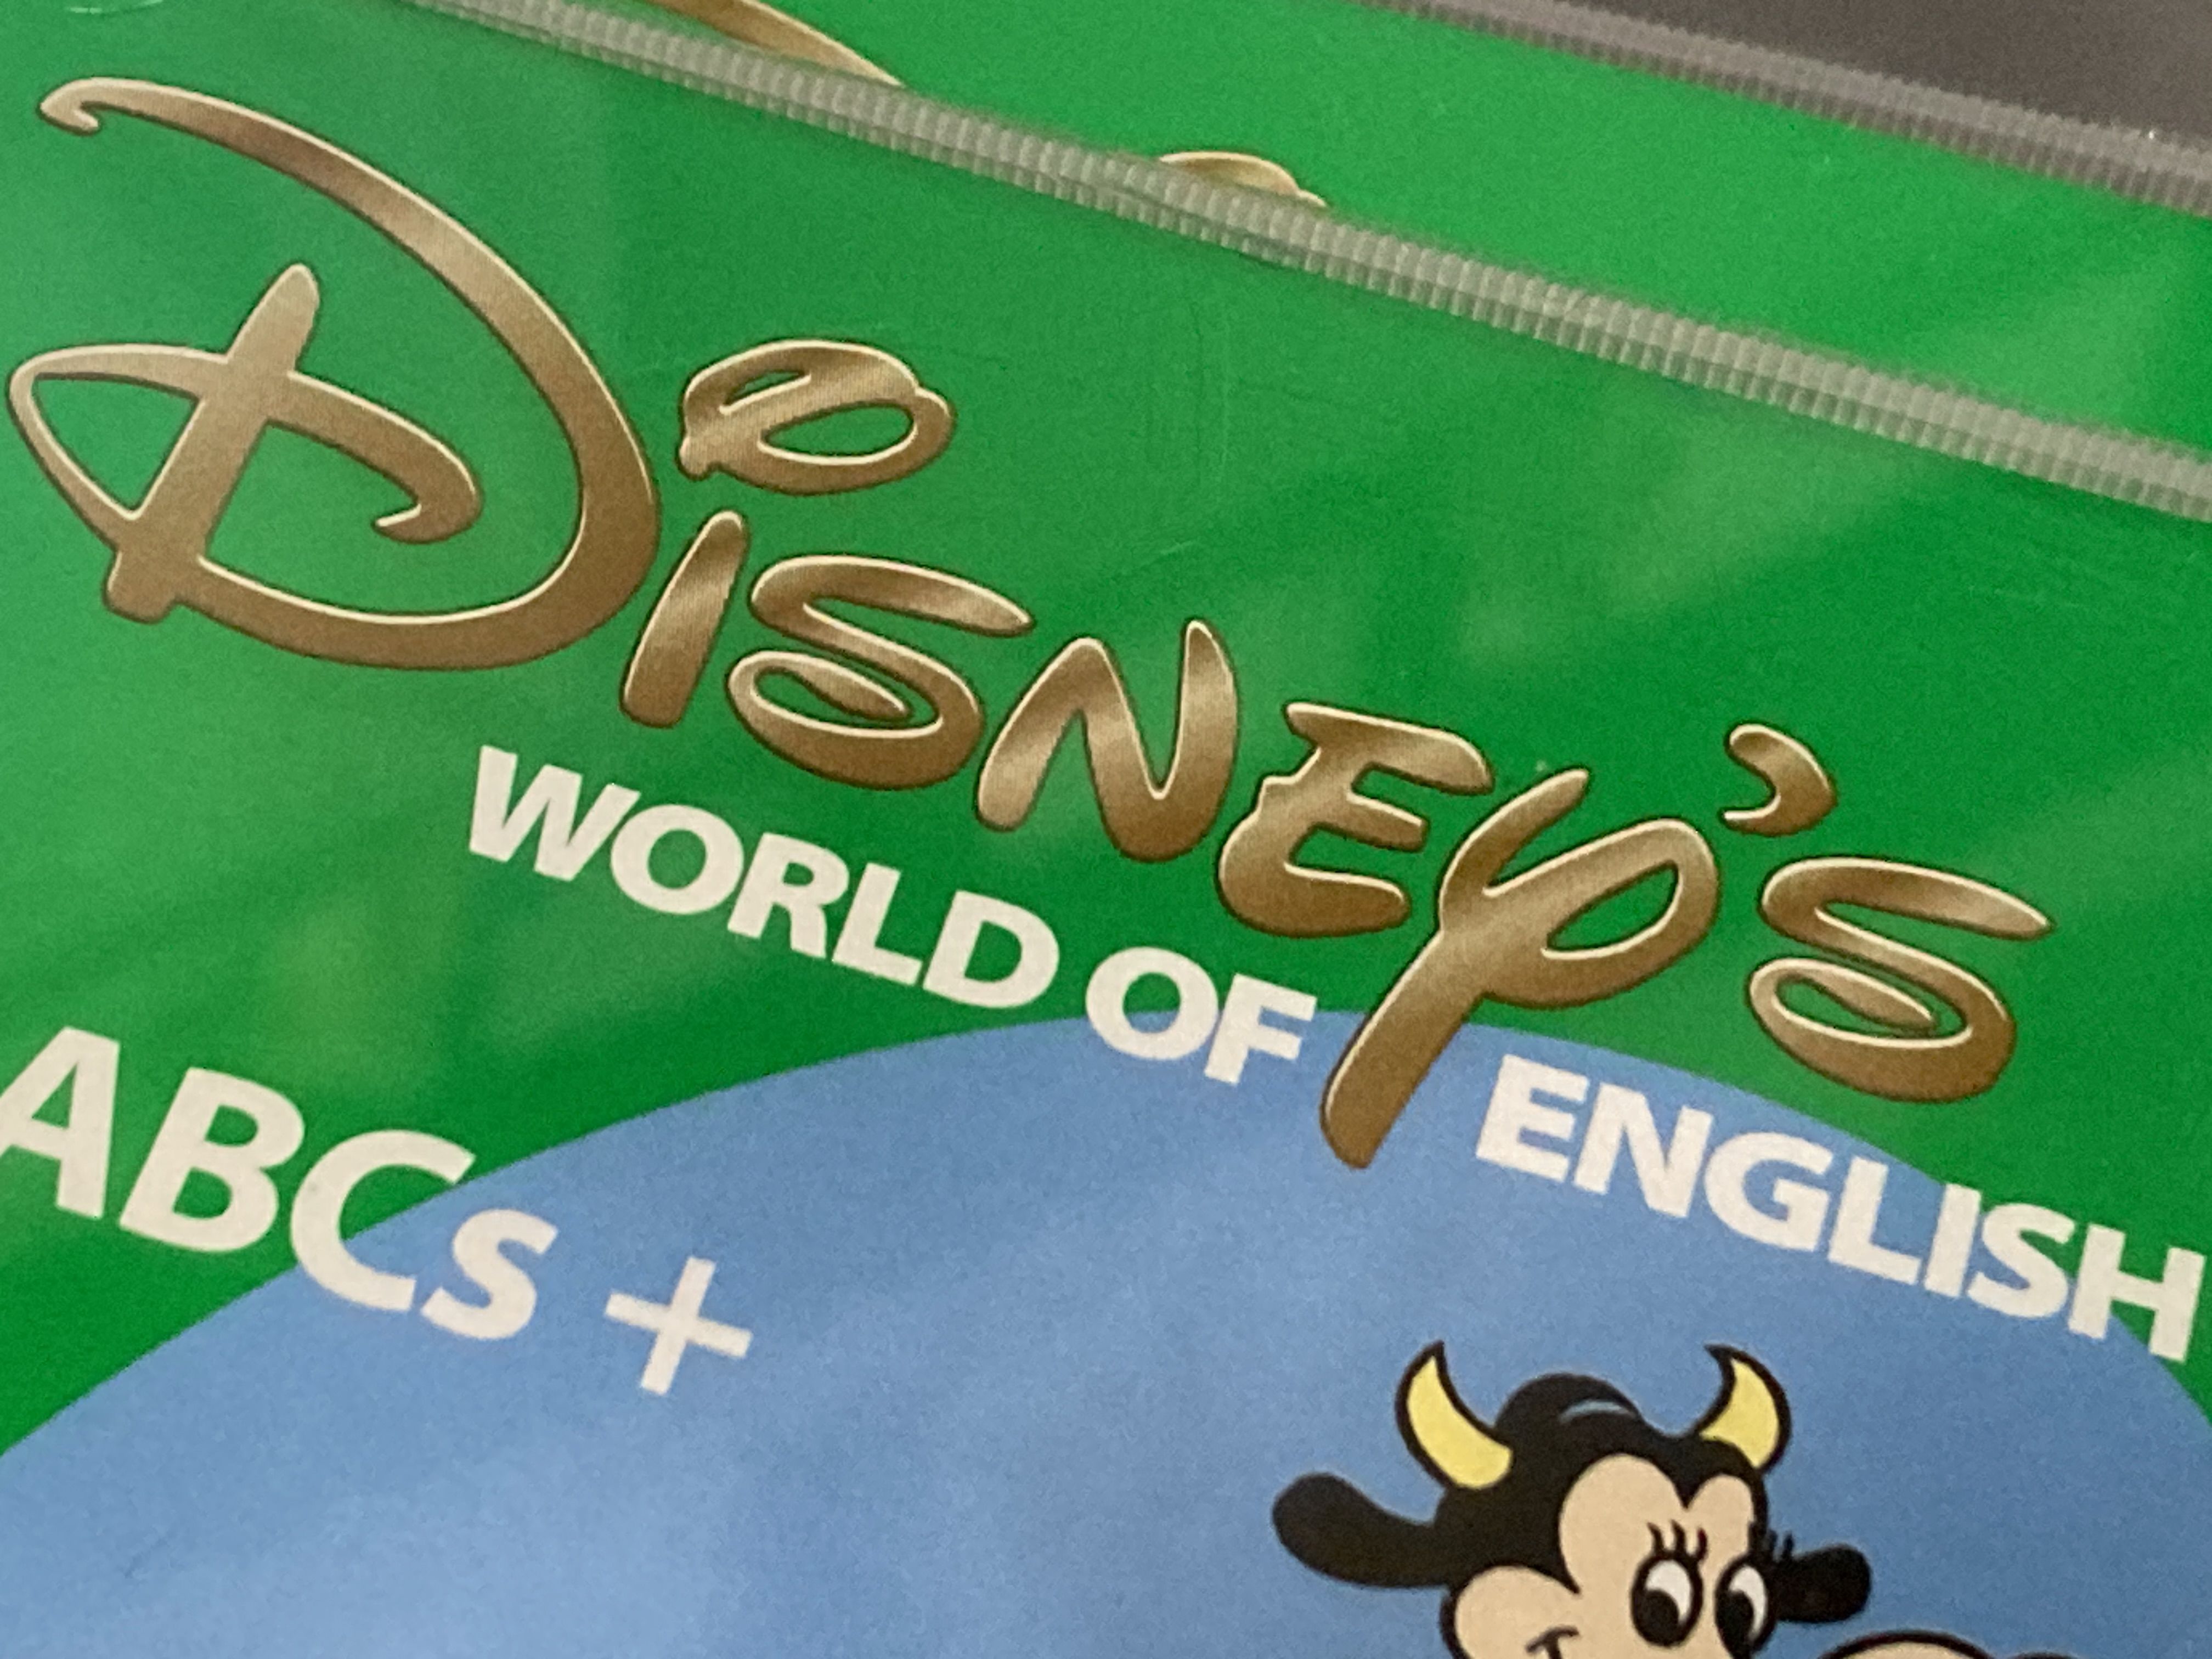 Disney's
WORLD OF ENGLISH
ABCs +